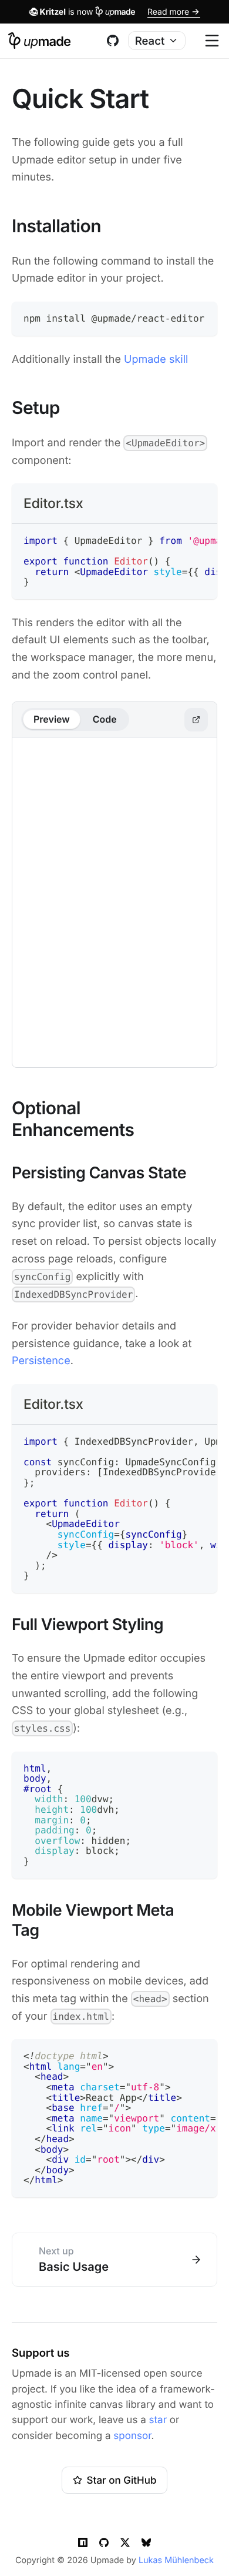 Kritzel is now upmade Read more →
upmade React
Quick Start
The following guide gets you a full
Upmade editor setup in under five
minutes.
Installation
Run the following command to install the
Upmade editor in your project.
npm install @upmade/react-editor
Additionally install the Upmade skill
Setup
Import and render the <UpmadeEditor>
component:
Editor.tsx
import { UpmadeEditor } from '@upma
export function Editor() {
  return <UpmadeEditor style={{ dis
}
This renders the editor with all the
default UI elements such as the toolbar,
the workspace manager, the more menu,
and the zoom control panel.
Preview Code
Optional
Enhancements
Persisting Canvas State
By default, the editor uses an empty
sync provider list, so canvas state is
reset on reload. To persist objects locally
across page reloads, configure
syncConfig explicitly with
IndexedDBSyncProvider.
For provider behavior details and
persistence guidance, take a look at
Persistence.
Editor.tsx
import { IndexedDBSyncProvider, Upm
const syncConfig: UpmadeSyncConfig
  providers: [IndexedDBSyncProvide
};
export function Editor() {
  return (
    <UpmadeEditor
      syncConfig={syncConfig}
      style={{ display: 'block', wi
    />
  );
}
Full Viewport Styling
To ensure the Upmade editor occupies
the entire viewport and prevents
unwanted scrolling, add the following
CSS to your global stylesheet (e.g.,
styles.css):
html,
body,
#root {
  width: 100dvw;
  height: 100dvh;
  margin: 0;
  padding: 0;
  overflow: hidden;
  display: block;
}
Mobile Viewport Meta
Tag
For optimal rendering and
responsiveness on mobile devices, add
this meta tag within the <head> section
of your index.html:
<!doctype html>
<html lang="en">
  <head>
    <meta charset="utf-8">
    <title>React App</title>
    <base href="/">
    <meta name="viewport" content=
    <link rel="icon" type="image/x
  </head>
  <body>
    <div id="root"></div>
  </body>
</html>
Next up
Basic Usage →
Support us
Upmade is an MIT-licensed open source
project. If you like the idea of a framework-
agnostic infinite canvas library and want to
support our work, leave us a star or
consider becoming a sponsor.
Star on GitHub
Copyright © 2026 Upmade by Lukas Mühlenbeck